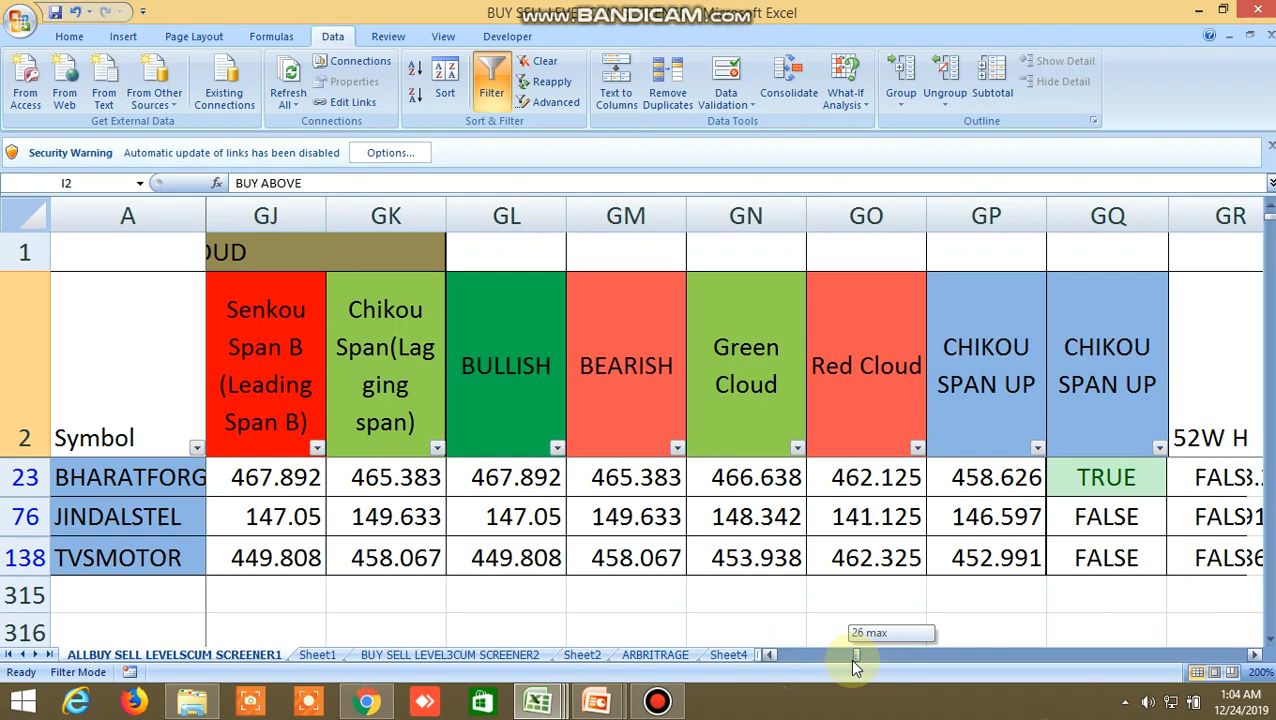 BUY SELL LEVEL
www.BANDICAM.com
Microsoft Excel
Home Insert Page Layout Formulas Data Review View Developer
From Access
From Web
From Text
From Other Sources
Existing Connections
Get External Data
Refresh All
Connections
Properties
Edit Links
Connections
Sort
Filter
Clear
Reapply
Advanced
Sort & Filter
Text to Columns
Remove Duplicates
Data Validation
Consolidate
What-If Analysis
Data Tools
Group
Ungroup
Subtotal
Show Detail
Hide Detail
Outline
Security Warning Automatic update of links has been disabled Options...
I2 fx BUY ABOVE
A GJ GK GL GM GN GO GP GQ GR
1 OUD
2 Symbol
Senkou Span B (Leading Span B)
Chikou Span(Lagging span)
BULLISH
BEARISH
Green Cloud
Red Cloud
CHIKOU SPAN UP
CHIKOU SPAN UP
52W H
23 BHARATFORG 467.892 465.383 467.892 465.383 466.638 462.125 458.626 TRUE FALS
76 JINDALSTEL 147.05 149.633 147.05 149.633 148.342 141.125 146.597 FALSE FALS
138 TVSMOTOR 449.808 458.067 449.808 458.067 453.938 462.325 452.991 FALSE FALS
315
316
26 max
ALLBUY SELL LEVELSCUM SCREENER1 Sheet1 BUY SELL LEVEL3CUM SCREENER2 Sheet2 ARBRITRAGE Sheet4
Ready Filter Mode 200%
1:04 AM
12/24/2019